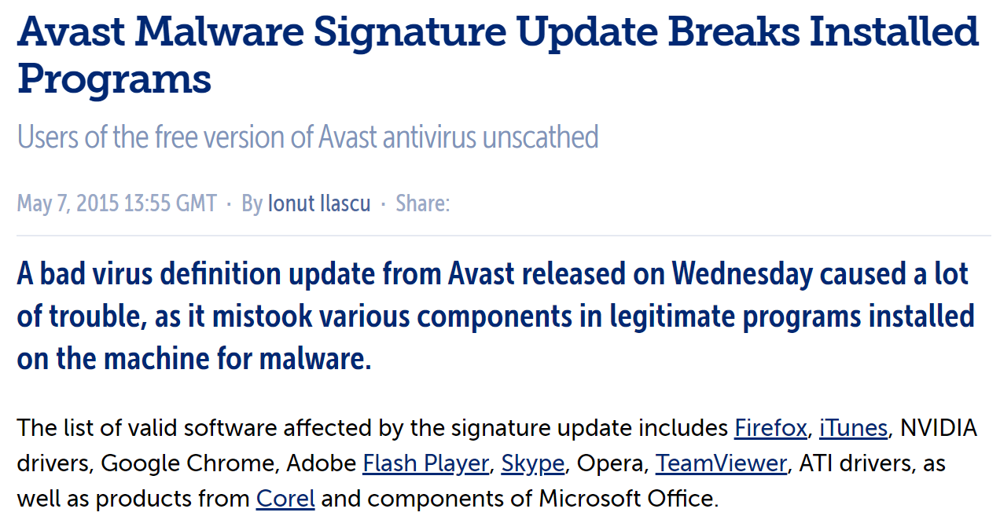 Avast Malware Signature Update Breaks Installed
Programs
Users of the free version of Avast antivirus unscathed
May 7, 2015 13:55 GMT · By Ionut Ilascu · Share:
A bad virus definition update from Avast released on Wednesday caused a lot
of trouble, as it mistook various components in legitimate programs installed
on the machine for malware.
The list of valid software affected by the signature update includes Firefox, iTunes, NVIDIA
drivers, Google Chrome, Adobe Flash Player, Skype, Opera, TeamViewer, ATI drivers, as
well as products from Corel and components of Microsoft Office.